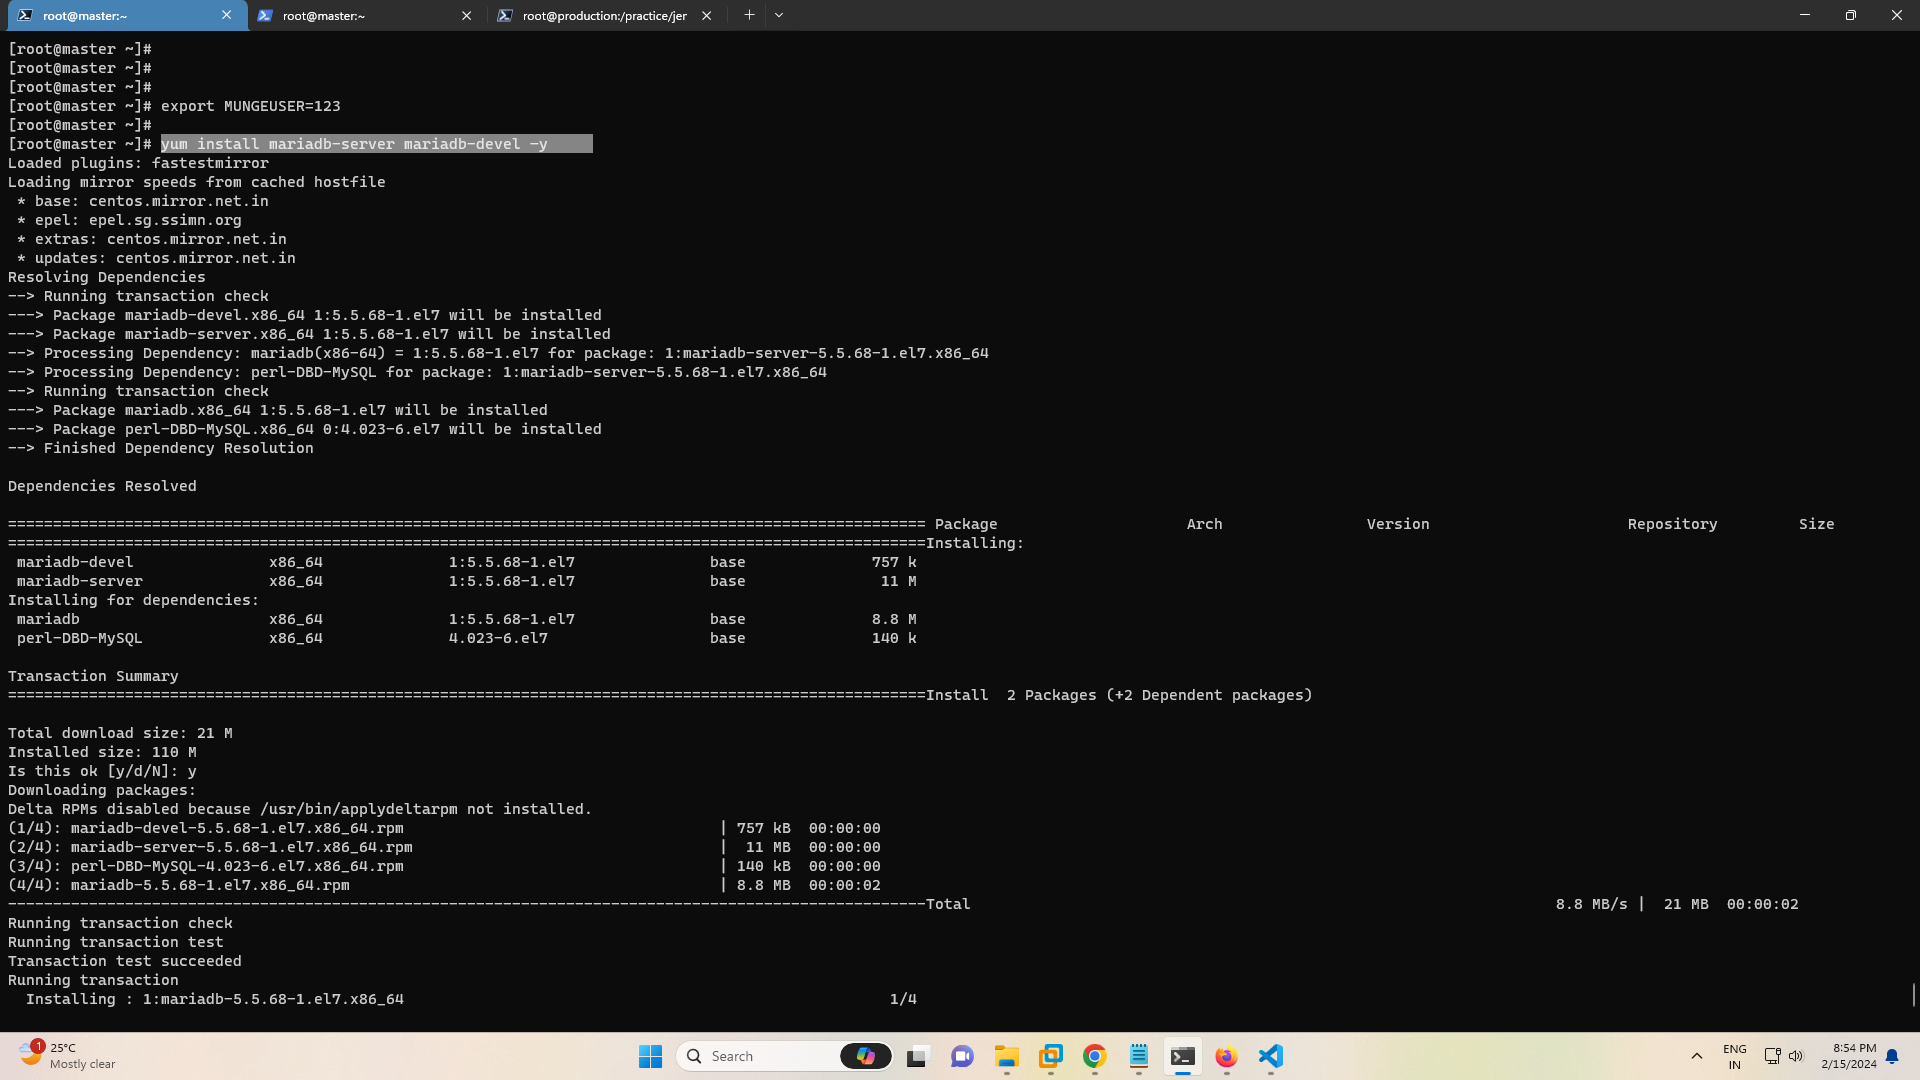 root@master:~
root@master:~
root@production:/practice/jer
[root@master ~]#
[root@master ~]#
[root@master ~]#
[root@master ~]# export MUNGEUSER=123
[root@master ~]#
[root@master ~]# yum install mariadb-server mariadb-devel -y
Loaded plugins: fastestmirror
Loading mirror speeds from cached hostfile
 * base: centos.mirror.net.in
 * epel: epel.sg.ssimn.org
 * extras: centos.mirror.net.in
 * updates: centos.mirror.net.in
Resolving Dependencies
--> Running transaction check
---> Package mariadb-devel.x86_64 1:5.5.68-1.el7 will be installed
---> Package mariadb-server.x86_64 1:5.5.68-1.el7 will be installed
--> Processing Dependency: mariadb(x86-64) = 1:5.5.68-1.el7 for package: 1:mariadb-server-5.5.68-1.el7.x86_64
--> Processing Dependency: perl-DBD-MySQL for package: 1:mariadb-server-5.5.68-1.el7.x86_64
--> Running transaction check
---> Package mariadb.x86_64 1:5.5.68-1.el7 will be installed
---> Package perl-DBD-MySQL.x86_64 0:4.023-6.el7 will be installed
--> Finished Dependency Resolution
Dependencies Resolved
====================================================================================================== Package Arch Version Repository Size
======================================================================================================Installing:
 mariadb-devel x86_64 1:5.5.68-1.el7 base 757 k
 mariadb-server x86_64 1:5.5.68-1.el7 base 11 M
Installing for dependencies:
 mariadb x86_64 1:5.5.68-1.el7 base 8.8 M
 perl-DBD-MySQL x86_64 4.023-6.el7 base 140 k
Transaction Summary
======================================================================================================Install  2 Packages (+2 Dependent packages)
Total download size: 21 M
Installed size: 110 M
Is this ok [y/d/N]: y
Downloading packages:
Delta RPMs disabled because /usr/bin/applydeltarpm not installed.
(1/4): mariadb-devel-5.5.68-1.el7.x86_64.rpm | 757 kB  00:00:00
(2/4): mariadb-server-5.5.68-1.el7.x86_64.rpm | 11 MB  00:00:00
(3/4): perl-DBD-MySQL-4.023-6.el7.x86_64.rpm | 140 kB  00:00:00
(4/4): mariadb-5.5.68-1.el7.x86_64.rpm | 8.8 MB  00:00:02
------------------------------------------------------------------------------------------------------Total 8.8 MB/s | 21 MB  00:00:02
Running transaction check
Running transaction test
Transaction test succeeded
Running transaction
  Installing : 1:mariadb-5.5.68-1.el7.x86_64 1/4
1
25°C
Mostly clear
Search
ENG
IN
8:54 PM
2/15/2024